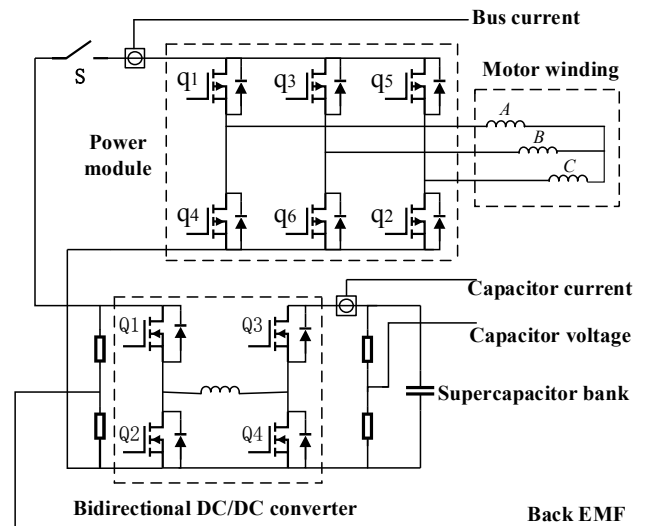 Bus current
S
q1
q3
q5
Motor winding
A
B
C
Power
module
q4
q6
q2
Capacitor current
Q1
Q3
Capacitor voltage
Supercapacitor bank
Q2
Q4
Bidirectional DC/DC converter
Back EMF